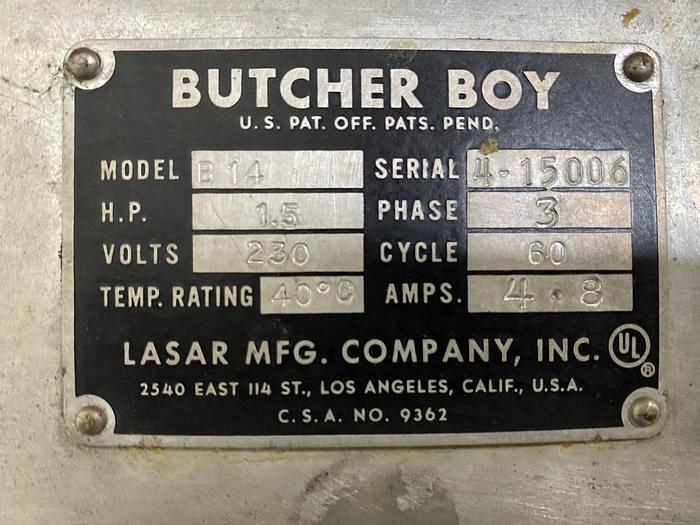 BUTCHER BOY
U.S. PAT. OFF. PATS. PEND.
MODEL B14 SERIAL 4-15006
H.P. 1.5 PHASE 3
VOLTS 230 CYCLE 60
TEMP. RATING 40°C AMPS. 4.8
LASAR MFG. COMPANY, INC. UL ®
2540 EAST 114 ST., LOS ANGELES, CALIF., U.S.A.
C.S.A. NO. 9362